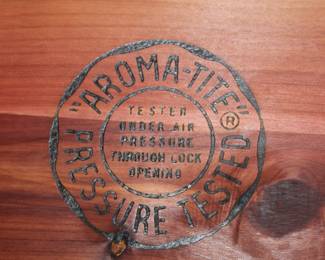 "AROMA-TITE"®
TESTED
UNDER AIR
PRESSURE
THROUGH LOCK
OPENING
PRESSURE TESTED